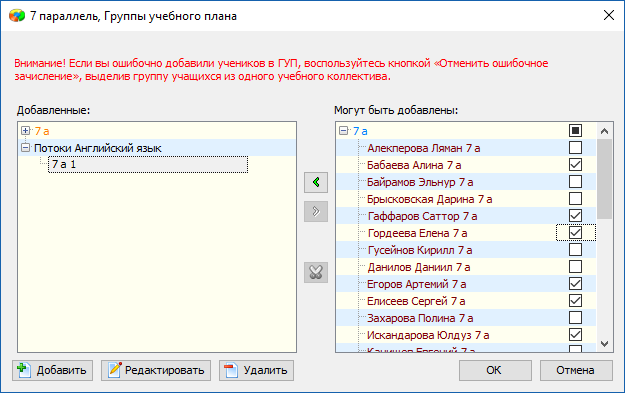 7 параллель, Группы учебного плана
Внимание! Если вы ошибочно добавили учеников в ГУП, воспользуйтесь кнопкой «Отменить ошибочное
зачисление», выделив группу учащихся из одного учебного коллектива.
Добавленные:
7 а
Потоки Английский язык
7 а 1
Могут быть добавлены:
7 а
Алекперова Ляман 7 а
Бабаева Алина 7 а
Байрамов Эльнур 7 а
Брысковская Дарина 7 а
Гаффаров Саттор 7 а
Гордеева Елена 7 а
Гусейнов Кирилл 7 а
Данилов Даниил 7 а
Егоров Артемий 7 а
Елисеев Сергей 7 а
Захарова Полина 7 а
Искандарова Юлдуз 7 а
Добавить
Редактировать
Удалить
ОК
Отмена